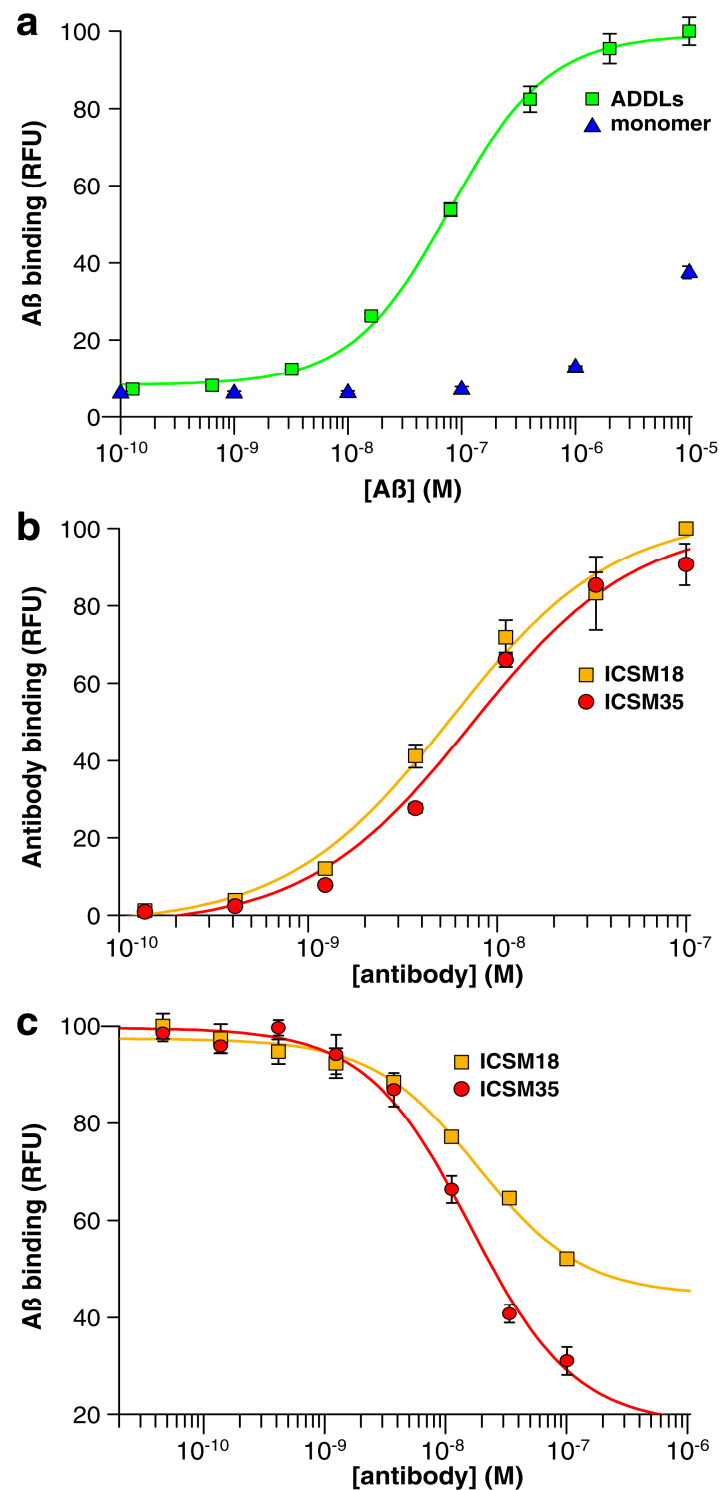 a
100
80
60
40
20
0
Aß binding (RFU)
ADDLs
monomer
10-10
10-9
10-8
10-7
10-6
10-5
[Aß] (M)
b
100
80
60
40
20
0
Antibody binding (RFU)
ICSM18
ICSM35
10-10
10-9
10-8
10-7
[antibody] (M)
c
100
80
60
40
20
Aß binding (RFU)
ICSM18
ICSM35
10-10
10-9
10-8
10-7
10-6
[antibody] (M)